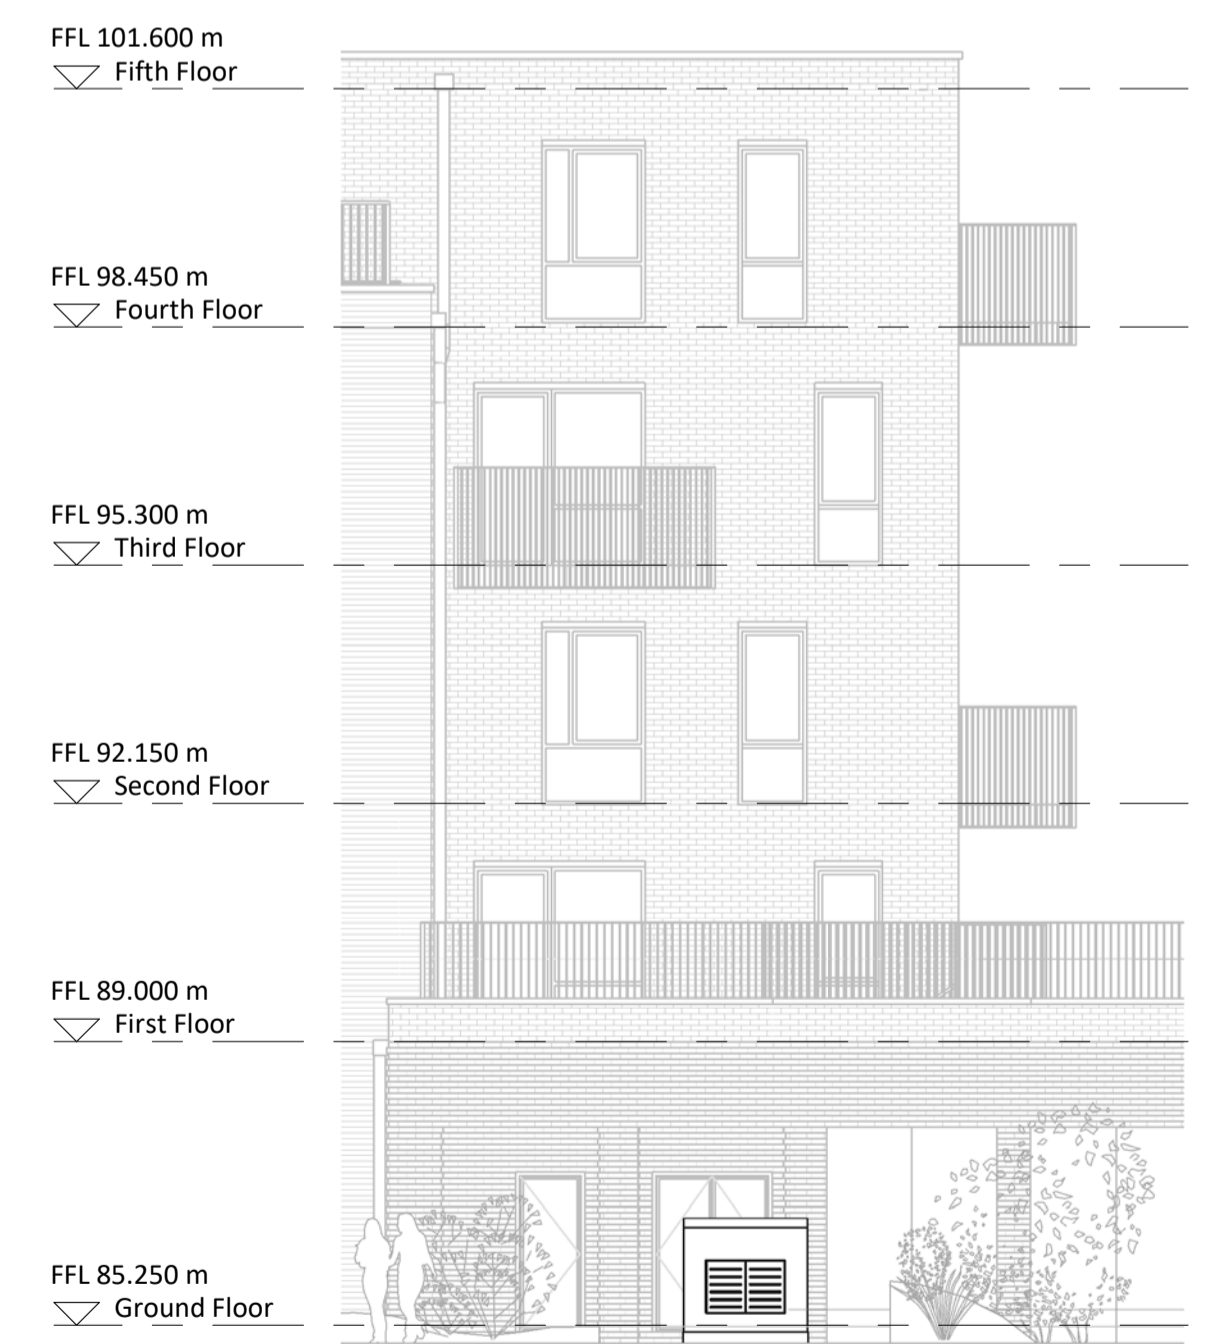 FFL 101.600 m
Fifth Floor
FFL 98.450 m
Fourth Floor
FFL 95.300 m
Third Floor
FFL 92.150 m
Second Floor
FFL 89.000 m
First Floor
FFL 85.250 m
Ground Floor